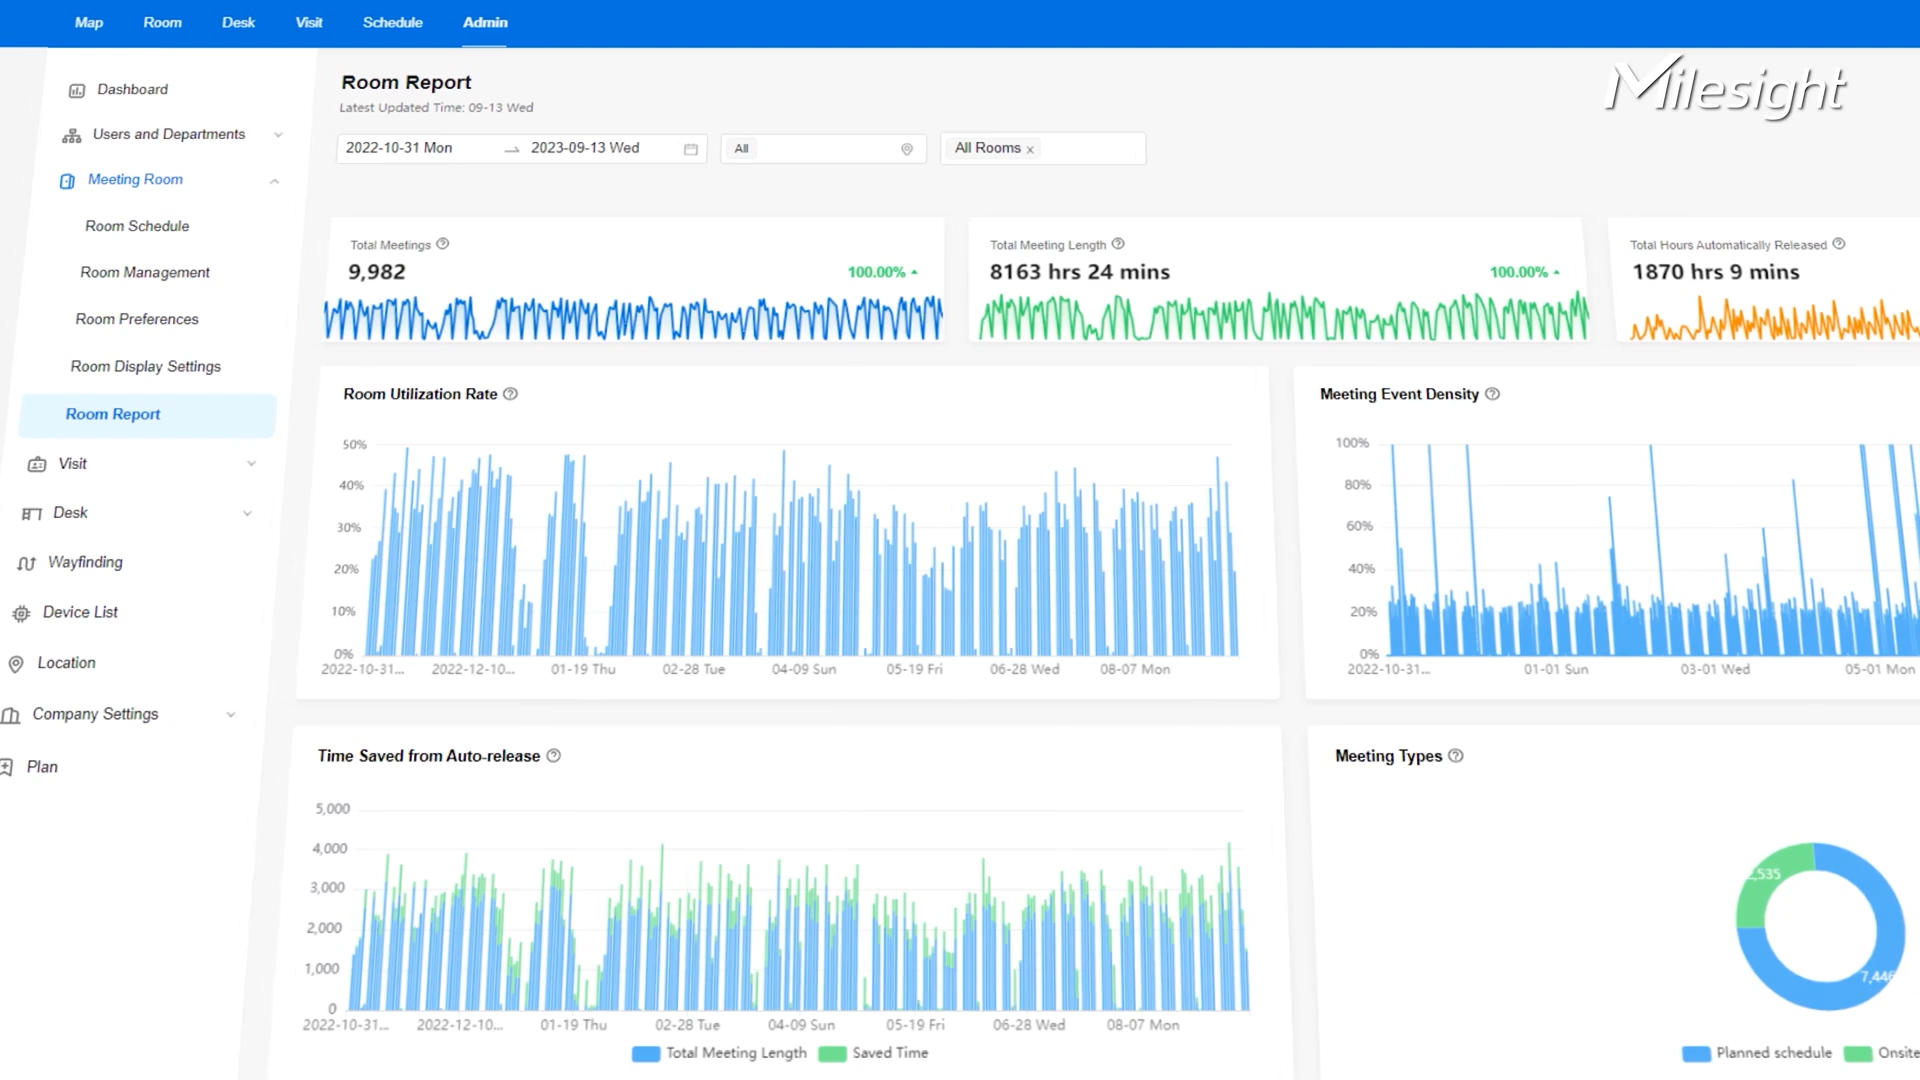 Map Room Desk Visit Schedule Admin
Milesight
Dashboard
Users and Departments
Meeting Room
Room Schedule
Room Management
Room Preferences
Room Display Settings
Room Report
Visit
Desk
Wayfinding
Device List
Location
Company Settings
Plan
Room Report
Latest Updated Time: 09-13 Wed
2022-10-31 Mon 2023-09-13 Wed All All Rooms x
Total Meetings
9,982 100.00%
Total Meeting Length
8163 hrs 24 mins 100.00%
Total Hours Automatically Released
1870 hrs 9 mins
Room Utilization Rate
50%
40%
30%
20%
10%
0%
2022-10-31... 2022-12-10... 01-19 Thu 02-28 Tue 04-09 Sun 05-19 Fri 06-28 Wed 08-07 Mon
Meeting Event Density
100%
80%
60%
40%
20%
0%
2022-10-31... 01-01 Sun 03-01 Wed 05-01 Mon
Time Saved from Auto-release
5,000
4,000
3,000
2,000
1,000
0
2022-10-31... 2022-12-10... 01-19 Thu 02-28 Tue 04-09 Sun 05-19 Fri 06-28 Wed 08-07 Mon
Total Meeting Length Saved Time
Meeting Types
2,535
7,446
Planned schedule Onsite